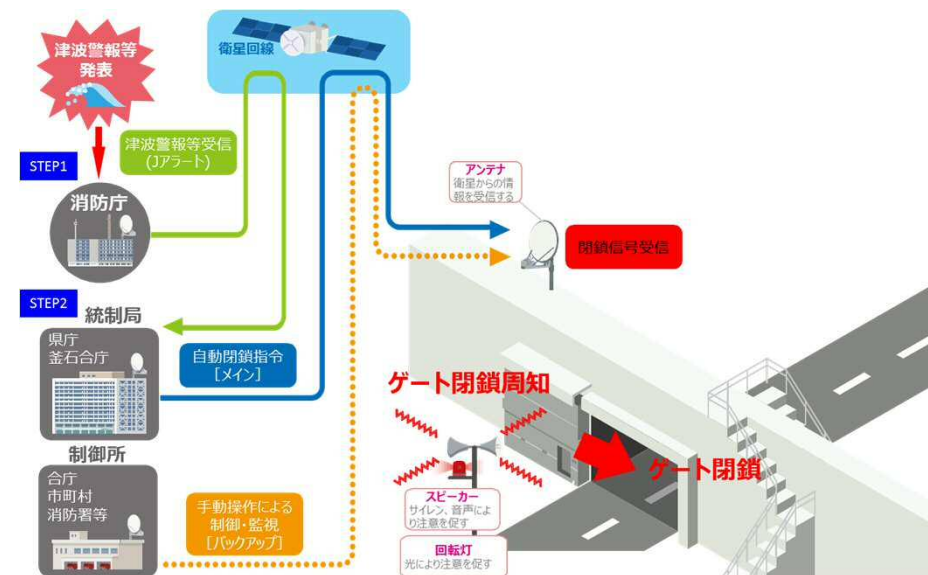 津波警報等
発表
衛星回線
STEP1
津波警報等受信
(Jアラート)
消防庁
アンテナ
衛星からの情
報を受信する
閉鎖信号受信
STEP2
統制局
県庁
釜石合庁
自動閉鎖指令
[メイン]
ゲート閉鎖周知
ゲート閉鎖
制御所
合庁
市町村
消防署等
手動操作による
制御・監視
[バックアップ]
スピーカー
サイレン、音声によ
り注意を促す
回転灯
光により注意を促す